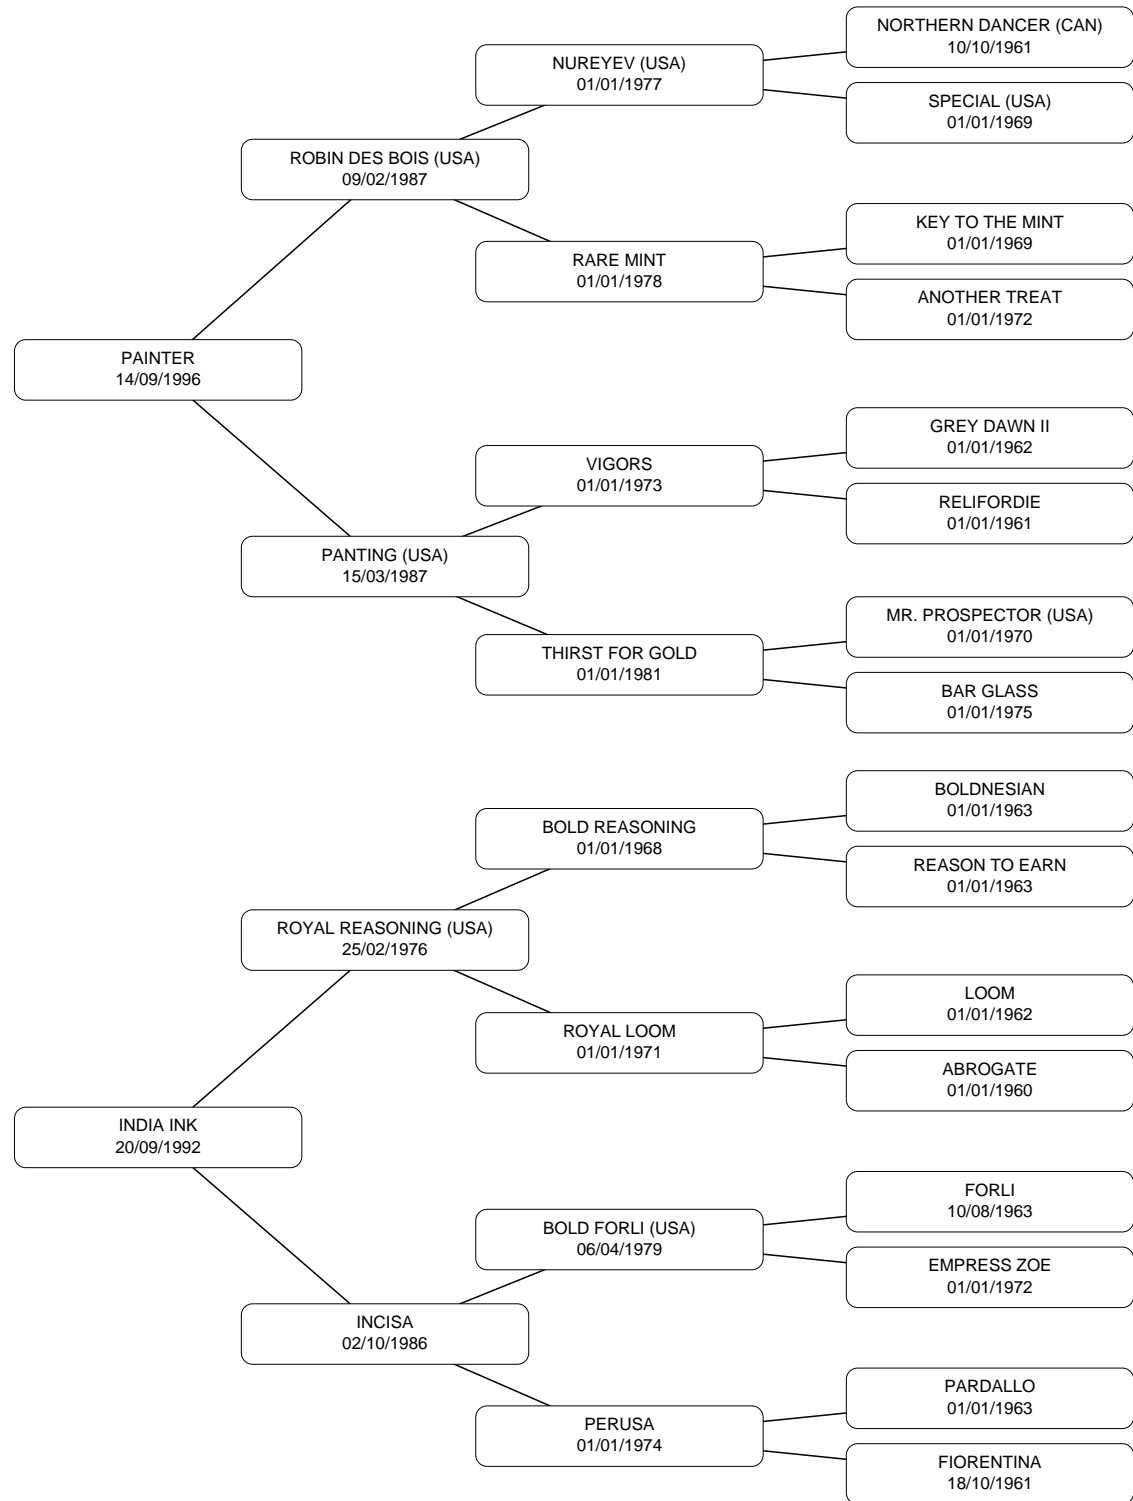 NORTHERN DANCER (CAN)
10/10/1961
NUREYEV (USA)
01/01/1977
SPECIAL (USA)
01/01/1969
ROBIN DES BOIS (USA)
09/02/1987
KEY TO THE MINT
01/01/1969
RARE MINT
01/01/1978
ANOTHER TREAT
01/01/1972
PAINTER
14/09/1996
GREY DAWN II
01/01/1962
VIGORS
01/01/1973
RELIFORDIE
01/01/1961
PANTING (USA)
15/03/1987
MR. PROSPECTOR (USA)
01/01/1970
THIRST FOR GOLD
01/01/1981
BAR GLASS
01/01/1975
BOLDNESIAN
01/01/1963
BOLD REASONING
01/01/1968
REASON TO EARN
01/01/1963
ROYAL REASONING (USA)
25/02/1976
LOOM
01/01/1962
ROYAL LOOM
01/01/1971
ABROGATE
01/01/1960
INDIA INK
20/09/1992
FORLI
10/08/1963
BOLD FORLI (USA)
06/04/1979
EMPRESS ZOE
01/01/1972
INCISA
02/10/1986
PARDALLO
01/01/1963
PERUSA
01/01/1974
FIORENTINA
18/10/1961